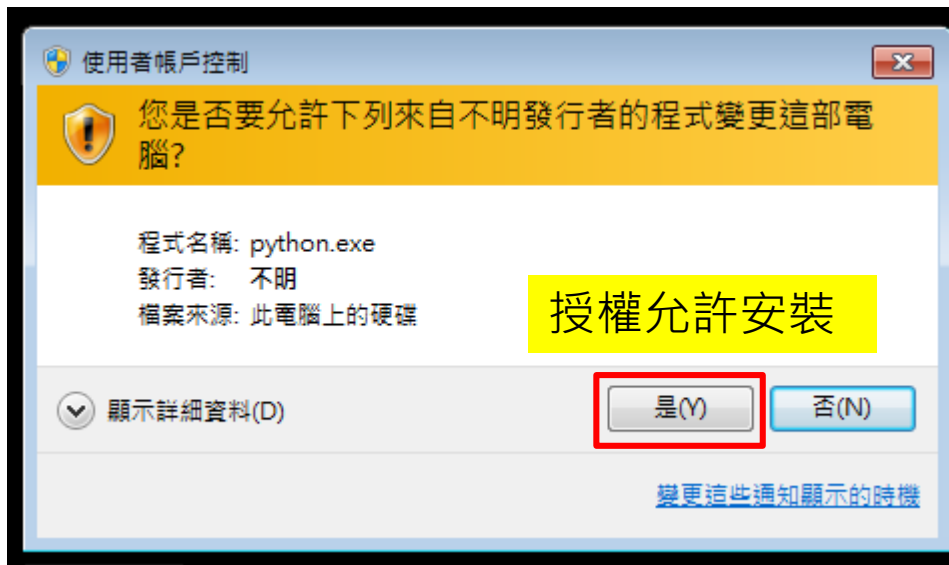 使用者帳戶控制
您是否要允許下列來自不明發行者的程式變更這部電
腦?
程式名稱: python.exe
發行者: 不明
檔案來源: 此電腦上的硬碟
授權允許安裝
顯示詳細資料(D)
是(Y)
否(N)
變更這些通知顯示的時機